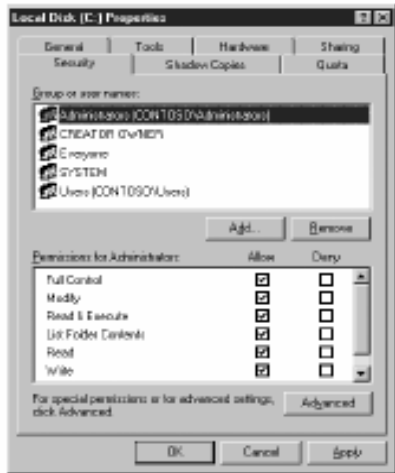 Local Disk (C:) Properties
General Tools Hardware Sharing
Security Shadow Copies Quota
Group or user names:
Administrators (CONTOSO\Administrators)
CREATOR OWNER
Everyone
SYSTEM
Users (CONTOSO\Users)
Add... Remove
Permissions for Administrators Allow Deny
Full Control
Modify
Read & Execute
List Folder Contents
Read
Write
For special permissions or for advanced settings,
click Advanced.
Advanced
OK Cancel Apply